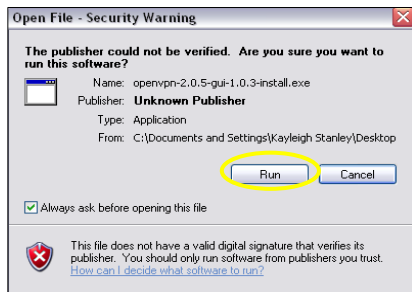 Open File - Security Warning
The publisher could not be verified. Are you sure you want to
run this software?
Name: openvpn-2.0.5-gui-1.0.3-install.exe
Publisher: Unknown Publisher
Type: Application
From: C:\Documents and Settings\Kayleigh Stanley\Desktop
Run Cancel
Always ask before opening this file
This file does not have a valid digital signature that verifies its
publisher. You should only run software from publishers you trust.
How can I decide what software to run?